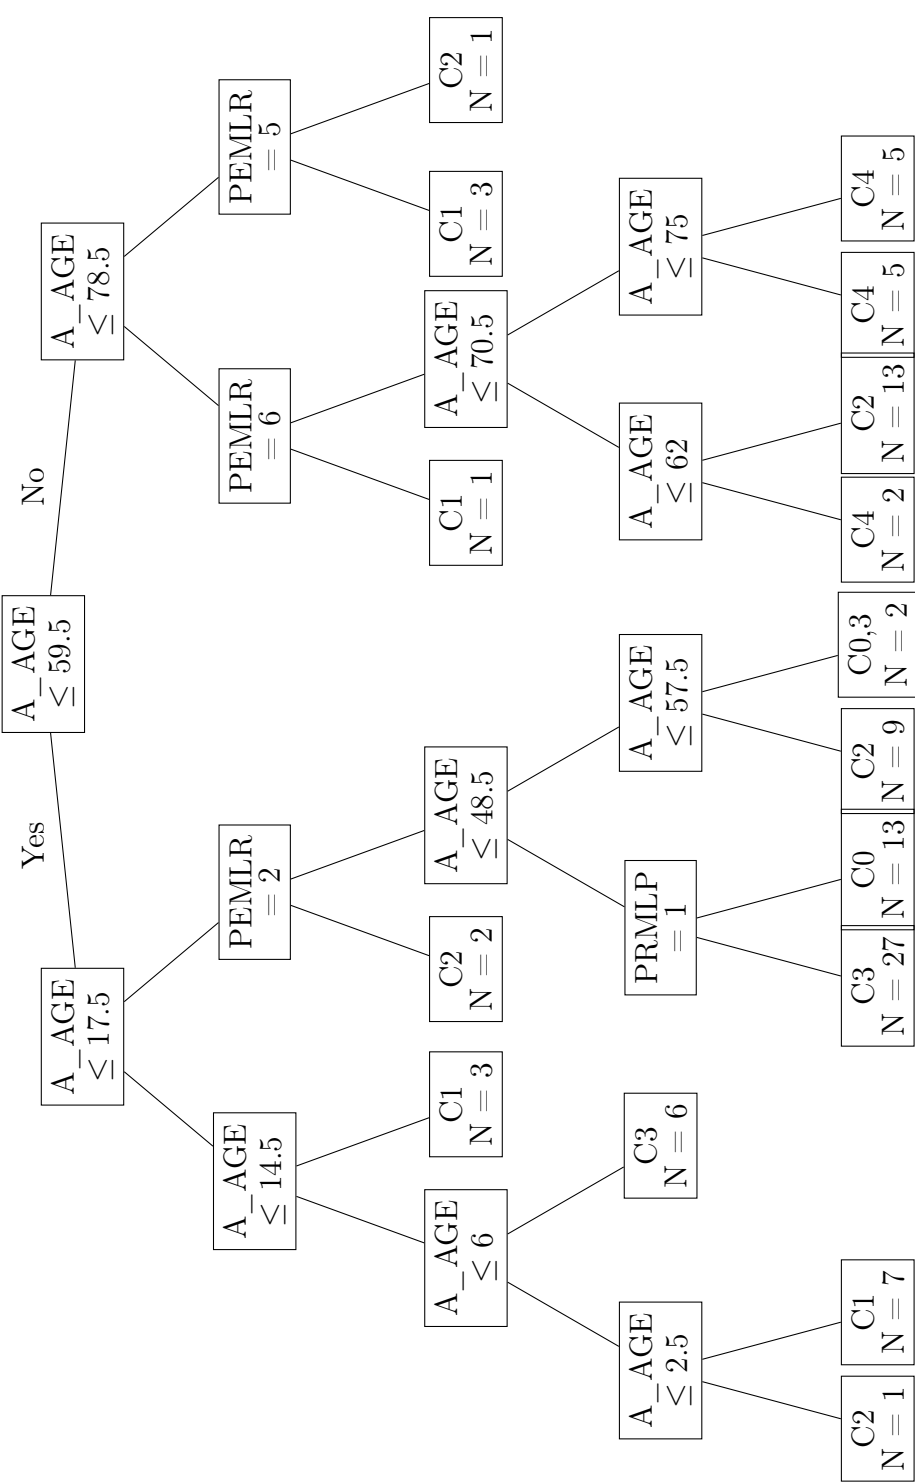 A_AGE
≤ 59.5
Yes
No
A_AGE
≤ 17.5
A_AGE
≤ 78.5
A_AGE
≤ 14.5
PEMLR
= 2
PEMLR
= 6
PEMLR
= 5
A_AGE
≤ 6
C1
N = 3
C2
N = 2
A_AGE
≤ 48.5
C1
N = 1
A_AGE
≤ 70.5
C1
N = 3
C2
N = 1
A_AGE
≤ 2.5
C3
N = 6
PRMLP
= 1
A_AGE
≤ 57.5
A_AGE
≤ 62
A_AGE
≤ 75
C2
N = 1
C1
N = 7
C3
N = 27
C0
N = 13
C2
N = 9
C0,3
N = 2
C4
N = 2
C2
N = 13
C4
N = 5
C4
N = 5